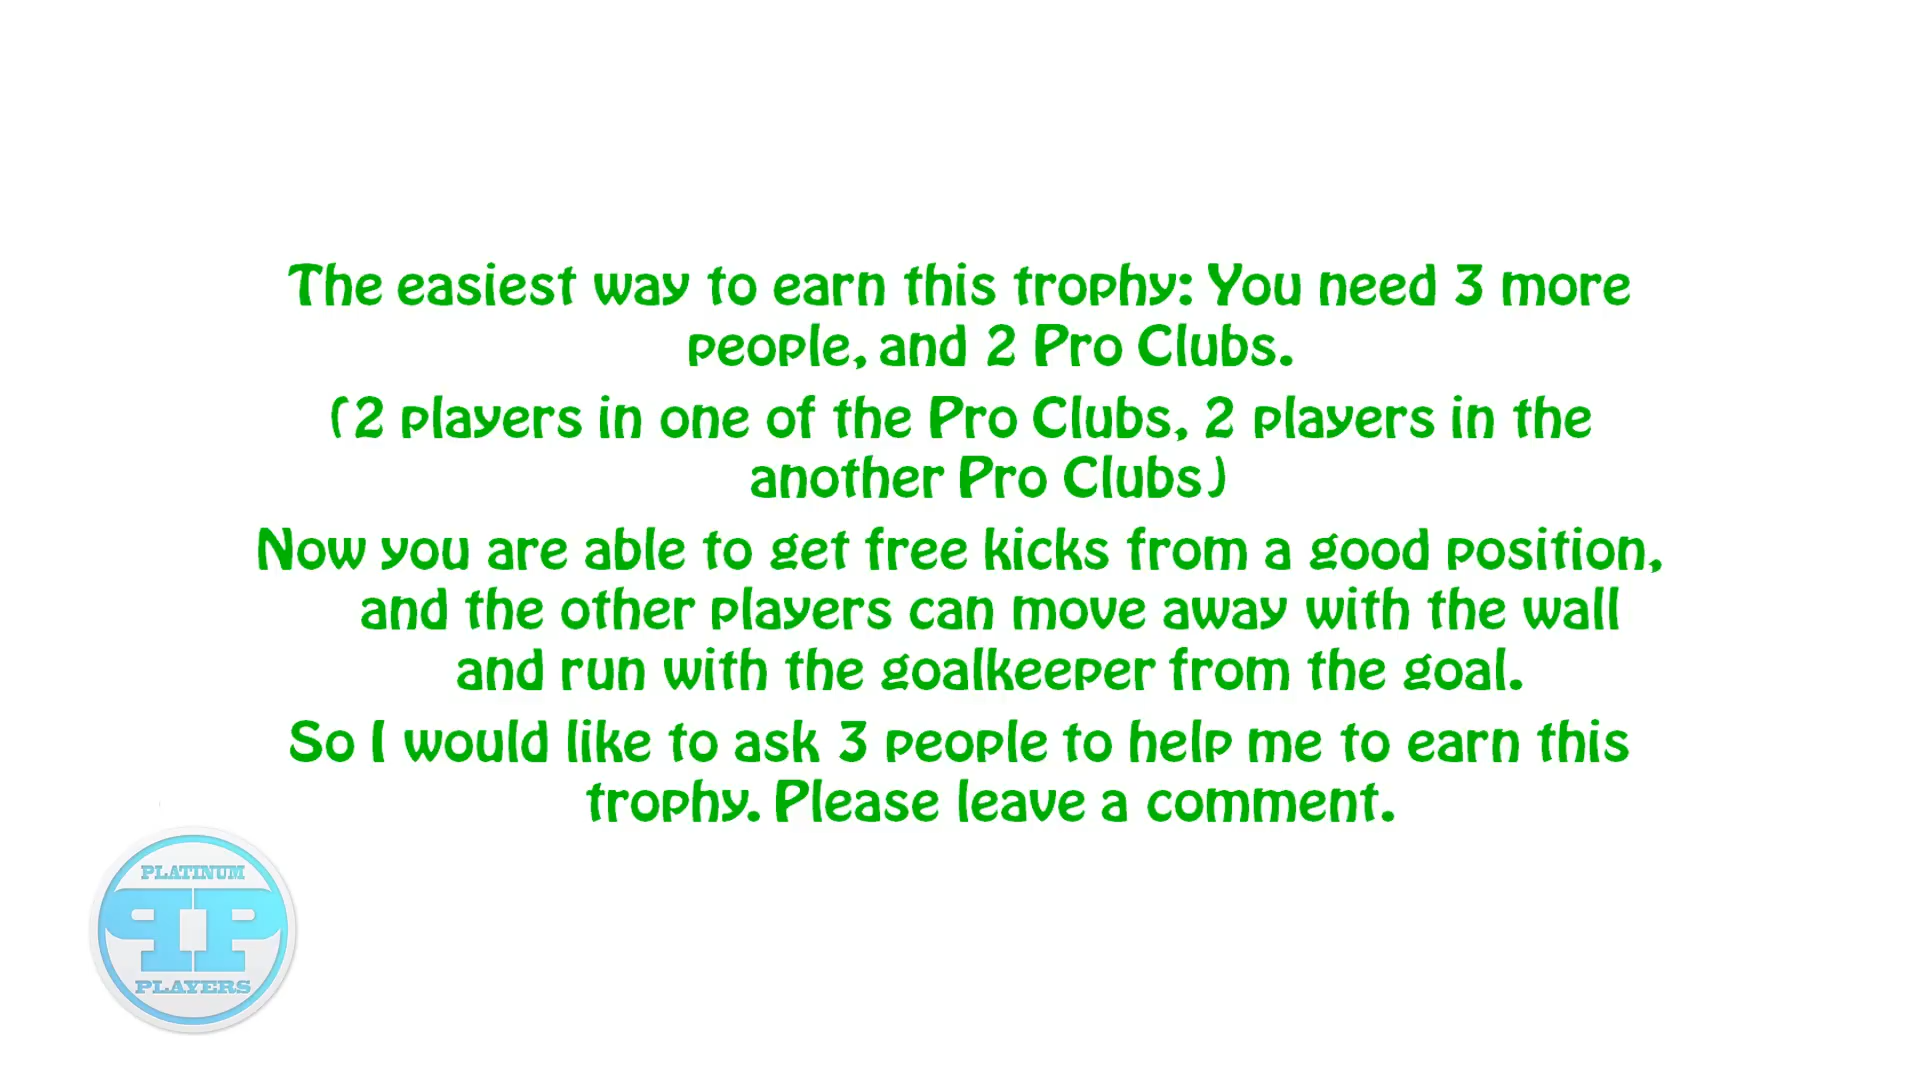 The easiest way to earn this trophy: You need 3 more
people, and 2 Pro Clubs.
(2 players in one of the Pro Clubs, 2 players in the
another Pro Clubs)
Now you are able to get free kicks from a good position,
and the other players can move away with the wall
and run with the goalkeeper from the goal.
So I would like to ask 3 people to help me to earn this
trophy. Please leave a comment.
PLATINUM
PP
PLAYERS